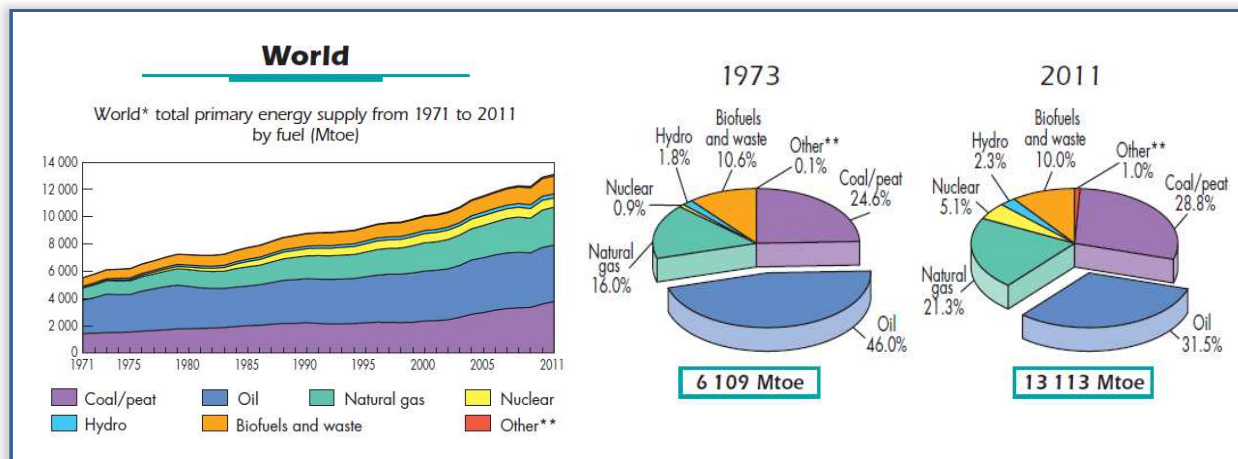 World
World* total primary energy supply from 1971 to 2011
by fuel (Mtoe)
14 000
12 000
10 000
8 000
6 000
4 000
2 000
0
1971 1975 1980 1985 1990 1995 2000 2005 2011
Coal/peat Oil Natural gas Nuclear
Hydro Biofuels and waste Other**
1973
Biofuels
and waste
10.6%
Hydro
1.8%
Other**
0.1%
Coal/peat
24.6%
Nuclear
0.9%
Natural
gas
16.0%
Oil
46.0%
6 109 Mtoe
2011
Biofuels
and waste
10.0%
Hydro
2.3%
Other**
1.0%
Coal/peat
28.8%
Nuclear
5.1%
Natural
gas
21.3%
Oil
31.5%
13 113 Mtoe